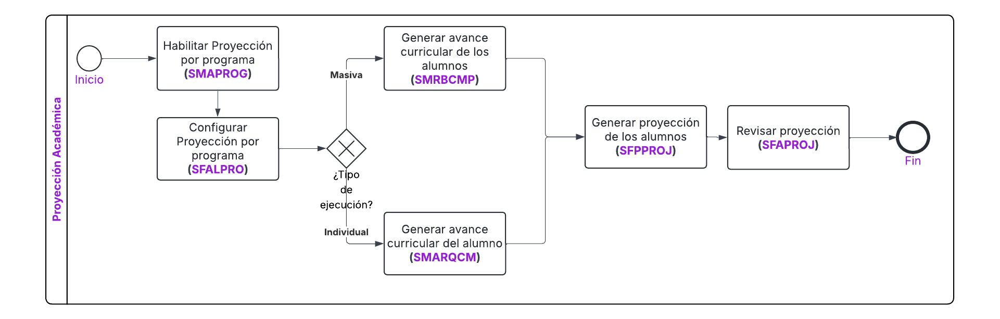 Proyección Académica
Inicio
Habilitar Proyección
por programa
(SMAPROG)
Configurar
Proyección por
programa
(SFALPRO)
¿Tipo
de
ejecución?
Masiva
Generar avance
curricular de los
alumnos
(SMRBCMP)
Individual
Generar avance
curricular del alumno
(SMARQCM)
Generar proyección
de los alumnos
(SFPPROJ)
Revisar proyección
(SFAPROJ)
Fin